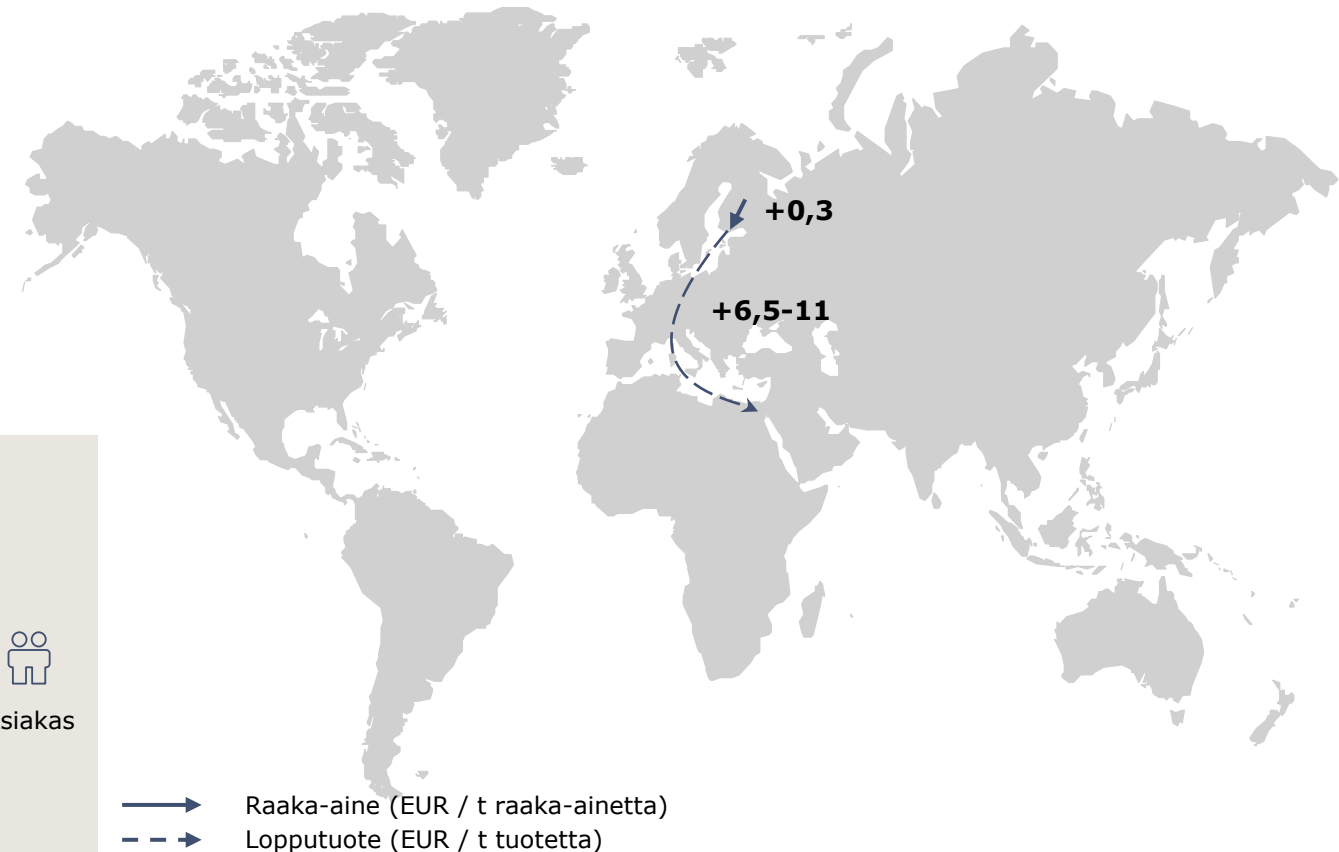 +0,3
+6,5-11
siakas
Raaka-aine (EUR / t raaka-ainetta)
Lopputuote (EUR / t tuotetta)